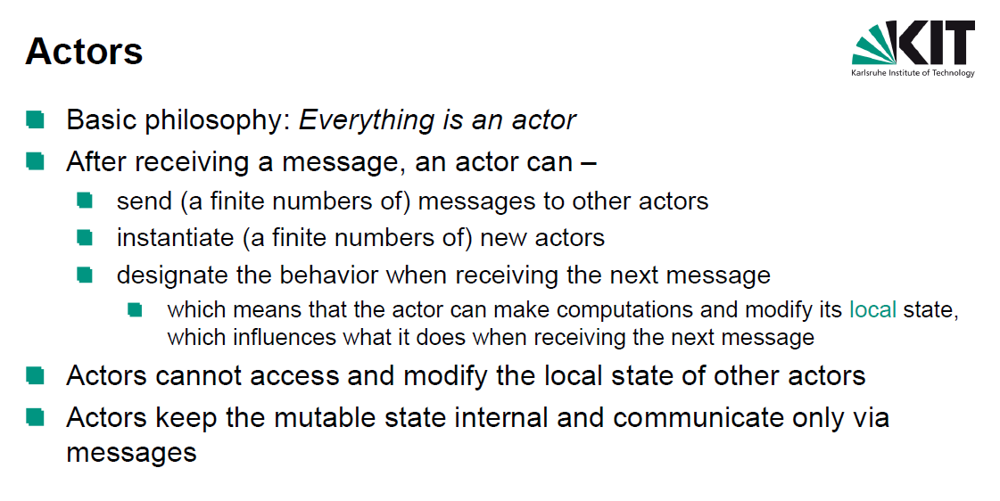 Actors
KIT
Karlsruhe Institute of Technology
Basic philosophy: Everything is an actor
After receiving a message, an actor can –
send (a finite numbers of) messages to other actors
instantiate (a finite numbers of) new actors
designate the behavior when receiving the next message
which means that the actor can make computations and modify its local state,
which influences what it does when receiving the next message
Actors cannot access and modify the local state of other actors
Actors keep the mutable state internal and communicate only via
messages